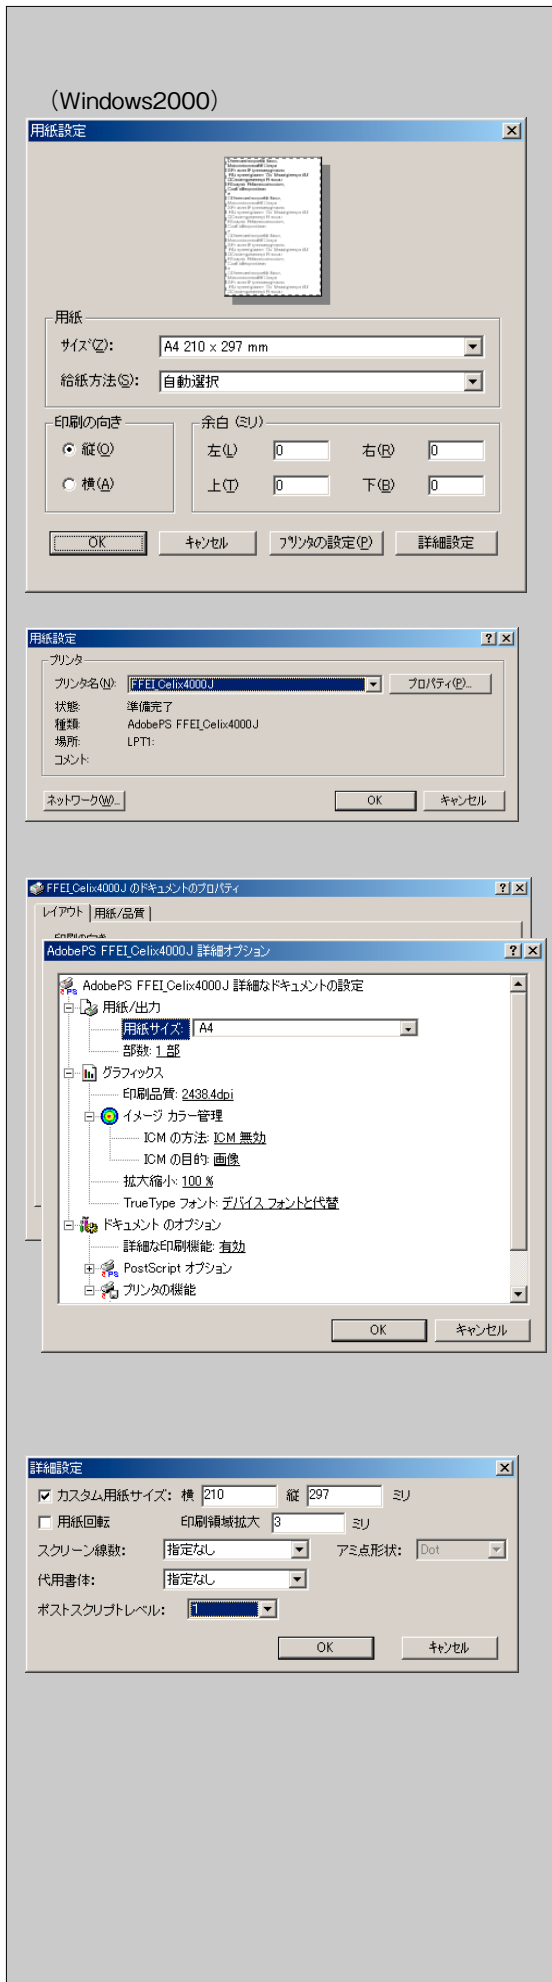 （Windows2000）
用紙設定
用紙
サイズ(Z):
A4 210 x 297 mm
給紙方法(S):
自動選択
印刷の向き
縦(O)
横(A)
余白 (ミリ)
左(L) 0 右(R) 0
上(T) 0 下(B) 0
OK キャンセル プリンタの設定(P) 詳細設定
用紙設定
プリンタ
プリンタ名(N): FFEI_Celix4000J プロパティ(P)...
状態: 準備完了
種類: AdobePS FFEI_Celix4000J
場所: LPT1:
コメント:
ネットワーク(W)... OK キャンセル
FFEI_Celix4000J のドキュメントのプロパティ
レイアウト 用紙/品質
印刷の向き
AdobePS FFEI_Celix4000J 詳細オプション
AdobePS FFEI_Celix4000J 詳細なドキュメントの設定
用紙/出力
用紙サイズ: A4
部数: 1 部
グラフィックス
印刷品質: 2438.4dpi
イメージ カラー管理
ICM の方法: ICM 無効
ICM の目的: 画像
拡大縮小: 100 %
TrueType フォント: デバイス フォントと代替
ドキュメント のオプション
詳細な印刷機能: 有効
PostScript オプション
プリンタの機能
OK キャンセル
詳細設定
カスタム用紙サイズ: 横 210 縦 297 ミリ
用紙回転 印刷領域拡大 3 ミリ
スクリーン線数: 指定なし アミ点形状: Dot
代用書体: 指定なし
ポストスクリプトレベル: 1
OK キャンセル